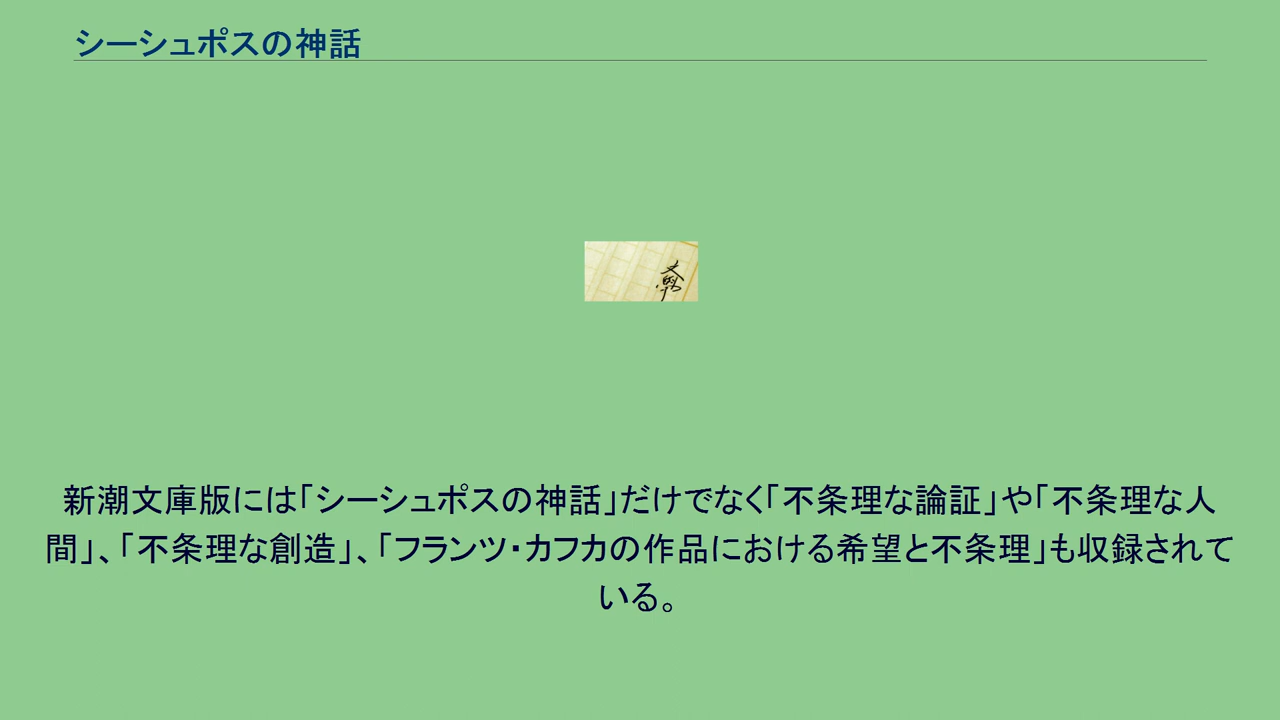 シーシュポスの神話
新潮文庫版には「シーシュポスの神話」だけでなく「不条理な論証」や「不条理な人
間」、「不条理な創造」、「フランツ・カフカの作品における希望と不条理」も収録されて
いる。